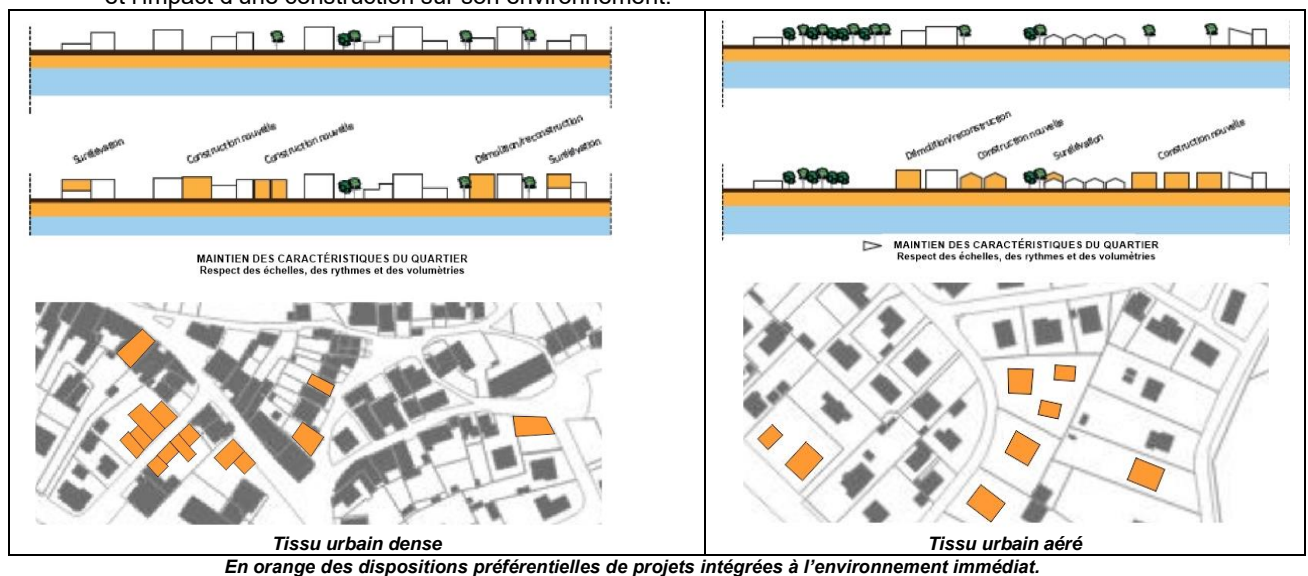 et l'impact d'une construction sur son environnement.
Surélévation
Construction nouvelle
Construction nouvelle
Démolition/reconstruction
Surélévation
MAINTIEN DES CARACTÉRISTIQUES DU QUARTIER
Respect des échelles, des rythmes et des volumètries
Tissu urbain dense
Démolition/reconstruction
Construction nouvelle
Surélévation
Construction nouvelle
MAINTIEN DES CARACTÉRISTIQUES DU QUARTIER
Respect des échelles, des rythmes et des volumètries
Tissu urbain aéré
En orange des dispositions préférentielles de projets intégrées à l'environnement immédiat.